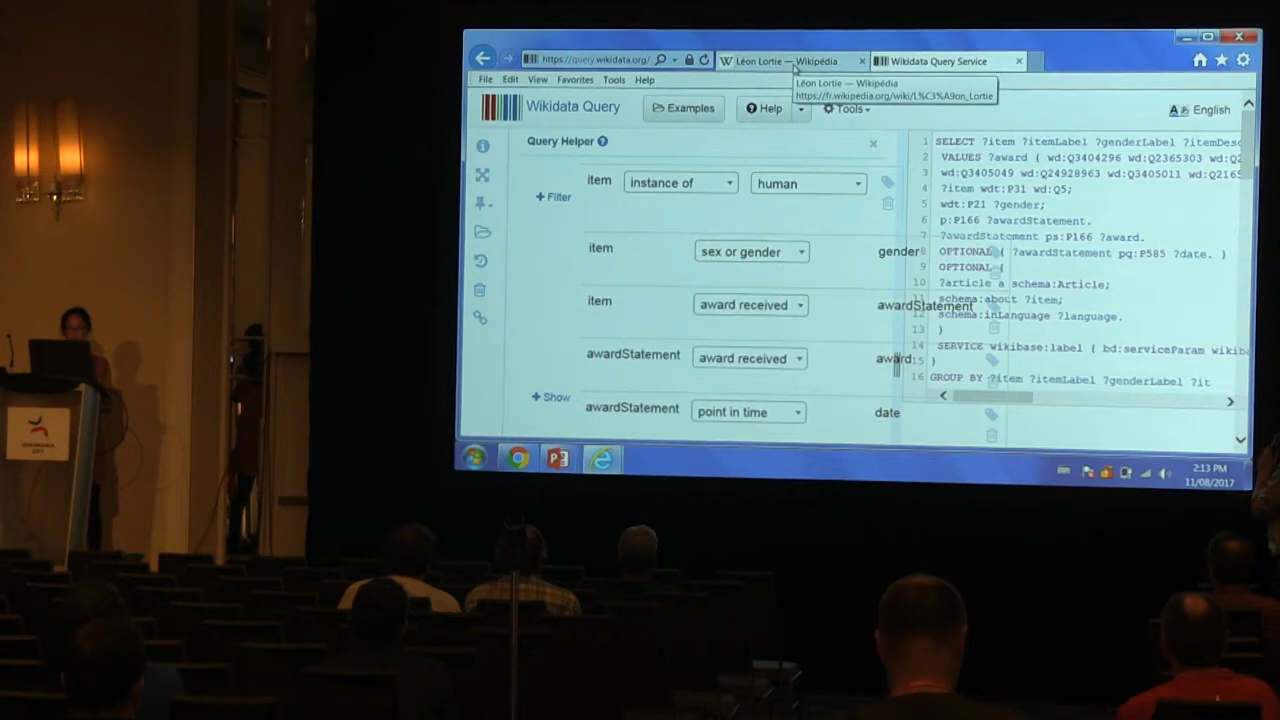 https://query.wikidata.org/
Léon Lortie — Wikipédia
Wikidata Query Service
File Edit View Favorites Tools Help
Léon Lortie — Wikipédia
https://fr.wikipedia.org/wiki/L%C3%A9on_Lortie
Wikidata Query
Examples
Help
Tools
English
Query Helper
Filter
item
instance of
human
item
sex or gender
gender
item
award received
awardStatement
awardStatement
award received
award
Show
awardStatement
point in time
date
1 SELECT ?item ?itemLabel ?genderLabel ?itemDesc
2 VALUES ?award { wd:Q3404296 wd:Q2365303 wd:Q2
3 wd:Q3405049 wd:Q24928963 wd:Q3405011 wd:Q2165
4 ?item wdt:P31 wd:Q5;
5 wdt:P21 ?gender;
6 p:P166 ?awardStatement.
7 ?awardStatement ps:P166 ?award.
8 OPTIONAL { ?awardStatement pq:P585 ?date. }
9 OPTIONAL {
10 ?article a schema:Article;
11 schema:about ?item;
12 schema:inLanguage ?language.
13 }
14 SERVICE wikibase:label { bd:serviceParam wikiba
15 }
16 GROUP BY ?item ?itemLabel ?genderLabel ?it
2:13 PM
11/08/2017
WIKIMANIA